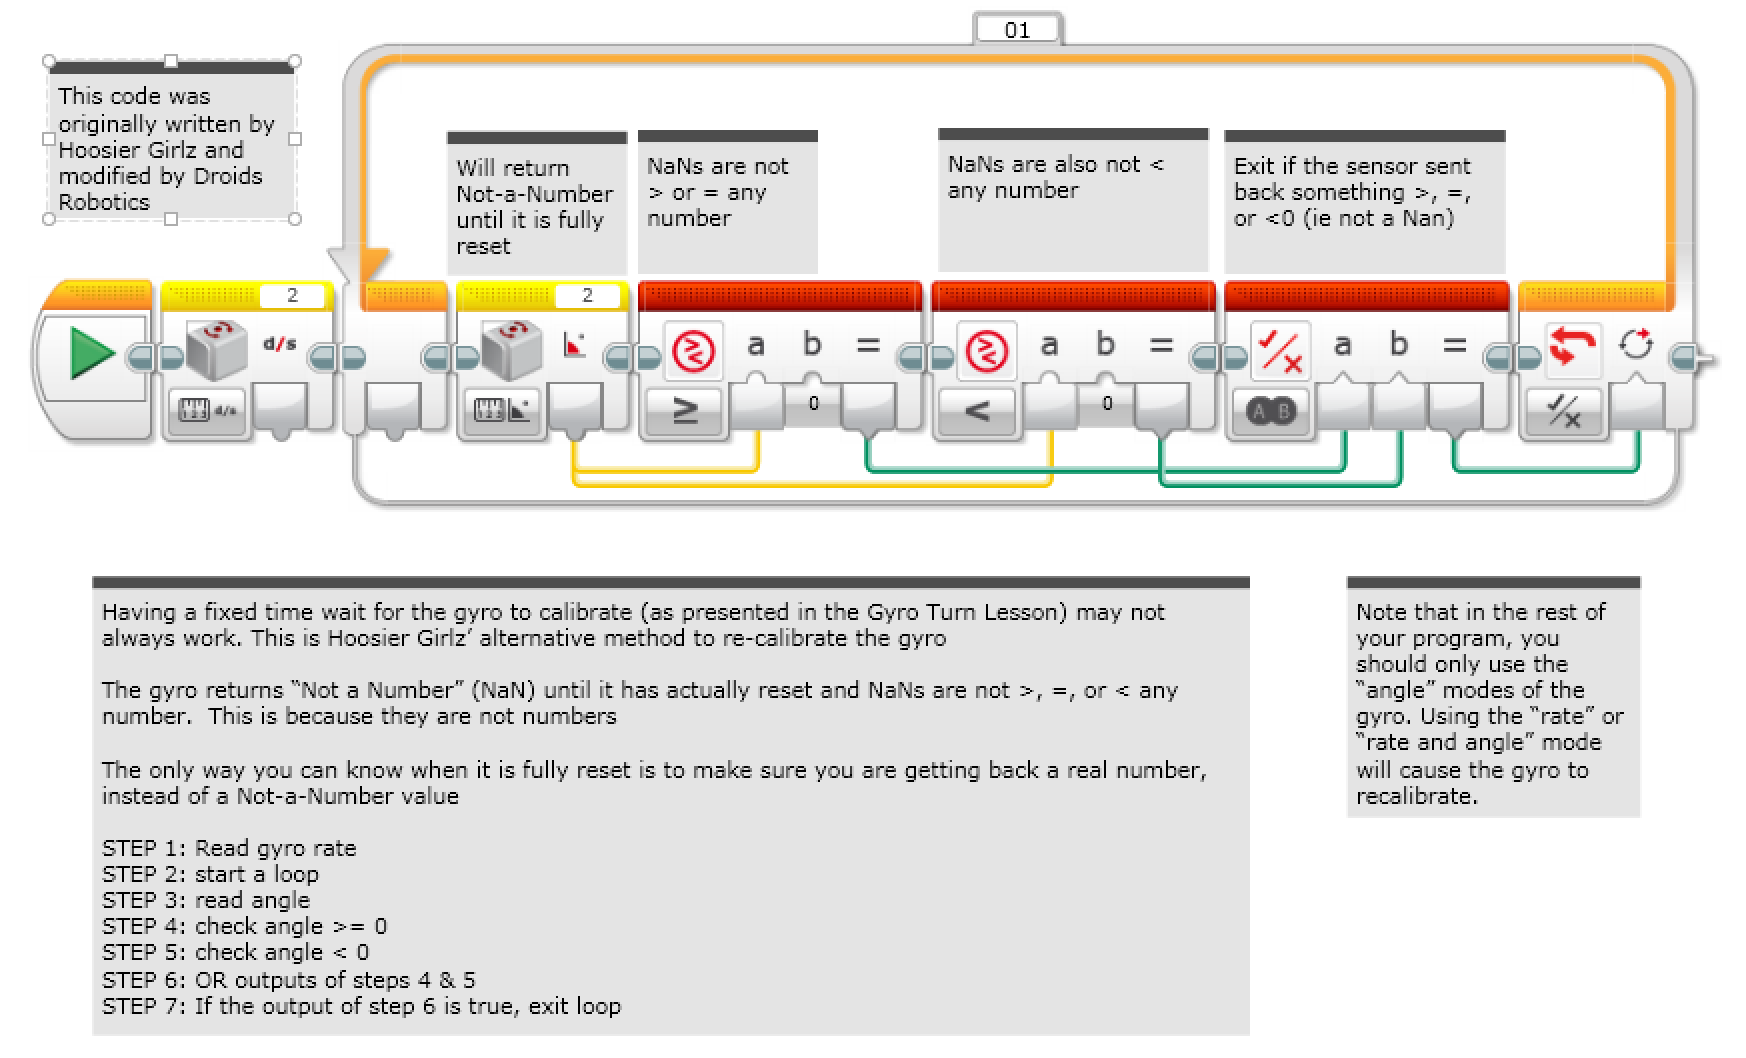 01
This code was
originally written by
Hoosier Girlz and
modified by Droids
Robotics
Will return
Not-a-Number
until it is fully
reset
NaNs are not
> or = any
number
NaNs are also not <
any number
Exit if the sensor sent
back something >, =,
or <0 (ie not a Nan)
2
d/s
123 d/s
2
123
a b =
≥ 0
a b =
< 0
a b =
A B
Having a fixed time wait for the gyro to calibrate (as presented in the Gyro Turn Lesson) may not
always work. This is Hoosier Girlz’ alternative method to re-calibrate the gyro
The gyro returns “Not a Number” (NaN) until it has actually reset and NaNs are not >, =, or < any
number.  This is because they are not numbers
The only way you can know when it is fully reset is to make sure you are getting back a real number,
instead of a Not-a-Number value
STEP 1: Read gyro rate
STEP 2: start a loop
STEP 3: read angle
STEP 4: check angle >= 0
STEP 5: check angle < 0
STEP 6: OR outputs of steps 4 & 5
STEP 7: If the output of step 6 is true, exit loop
Note that in the rest of
your program, you
should only use the
“angle” modes of the
gyro. Using the “rate” or
“rate and angle” mode
will cause the gyro to
recalibrate.